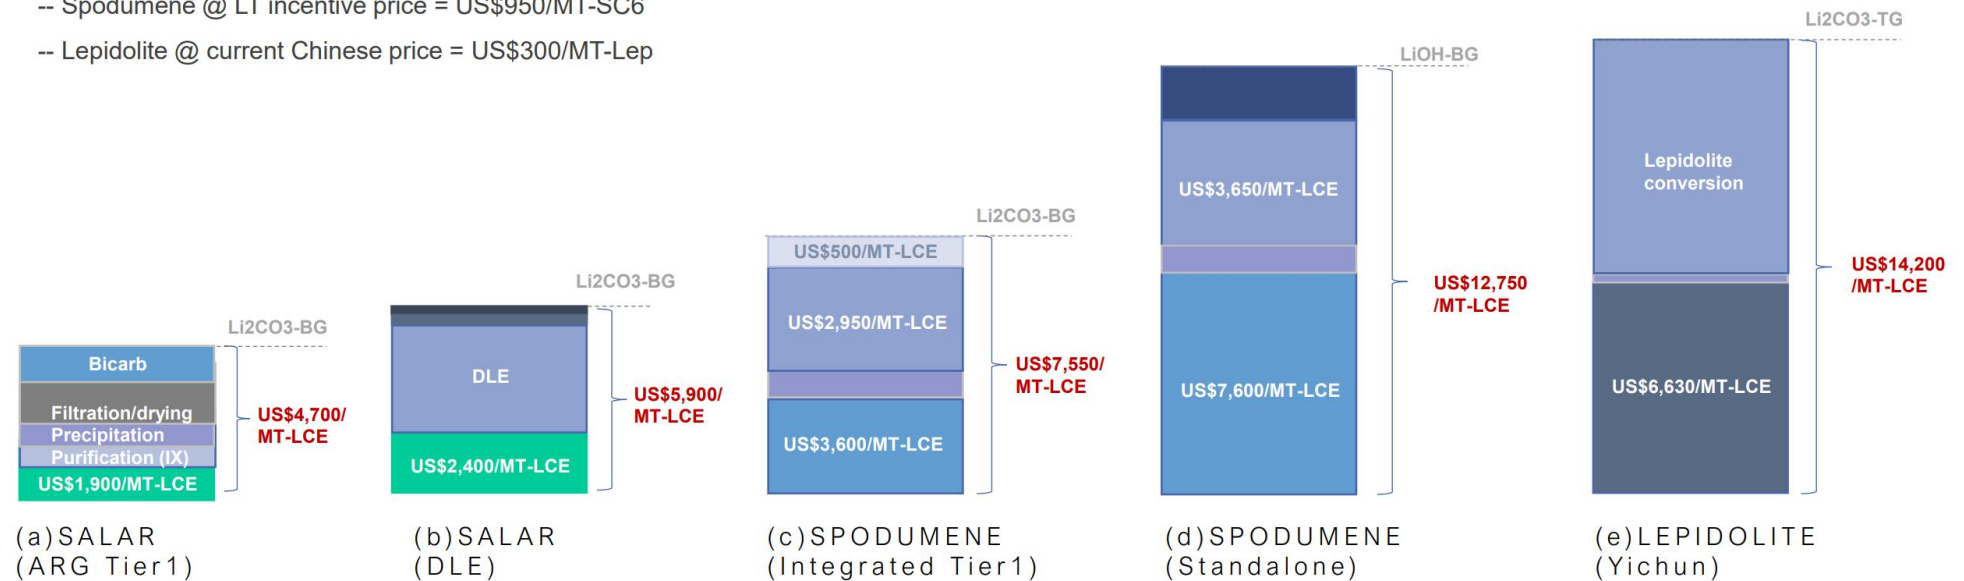 -- Spodumene @ LT incentive price = US$950/MT-SC6
-- Lepidolite @ current Chinese price = US$300/MT-Lep
Li2CO3-BG
Bicarb
Filtration/drying
Precipitation
Purification (IX)
US$1,900/MT-LCE
US$4,700/
MT-LCE
(a)SALAR
(ARG Tier1)
Li2CO3-BG
DLE
US$2,400/MT-LCE
US$5,900/
MT-LCE
(b)SALAR
(DLE)
Li2CO3-BG
US$500/MT-LCE
US$2,950/MT-LCE
US$3,600/MT-LCE
US$7,550/
MT-LCE
(c)SPODUMENE
(Integrated Tier1)
LiOH-BG
US$3,650/MT-LCE
US$7,600/MT-LCE
US$12,750
/MT-LCE
(d)SPODUMENE
(Standalone)
Li2CO3-TG
Lepidolite
conversion
US$6,630/MT-LCE
US$14,200
/MT-LCE
(e)LEPIDOLITE
(Yichun)